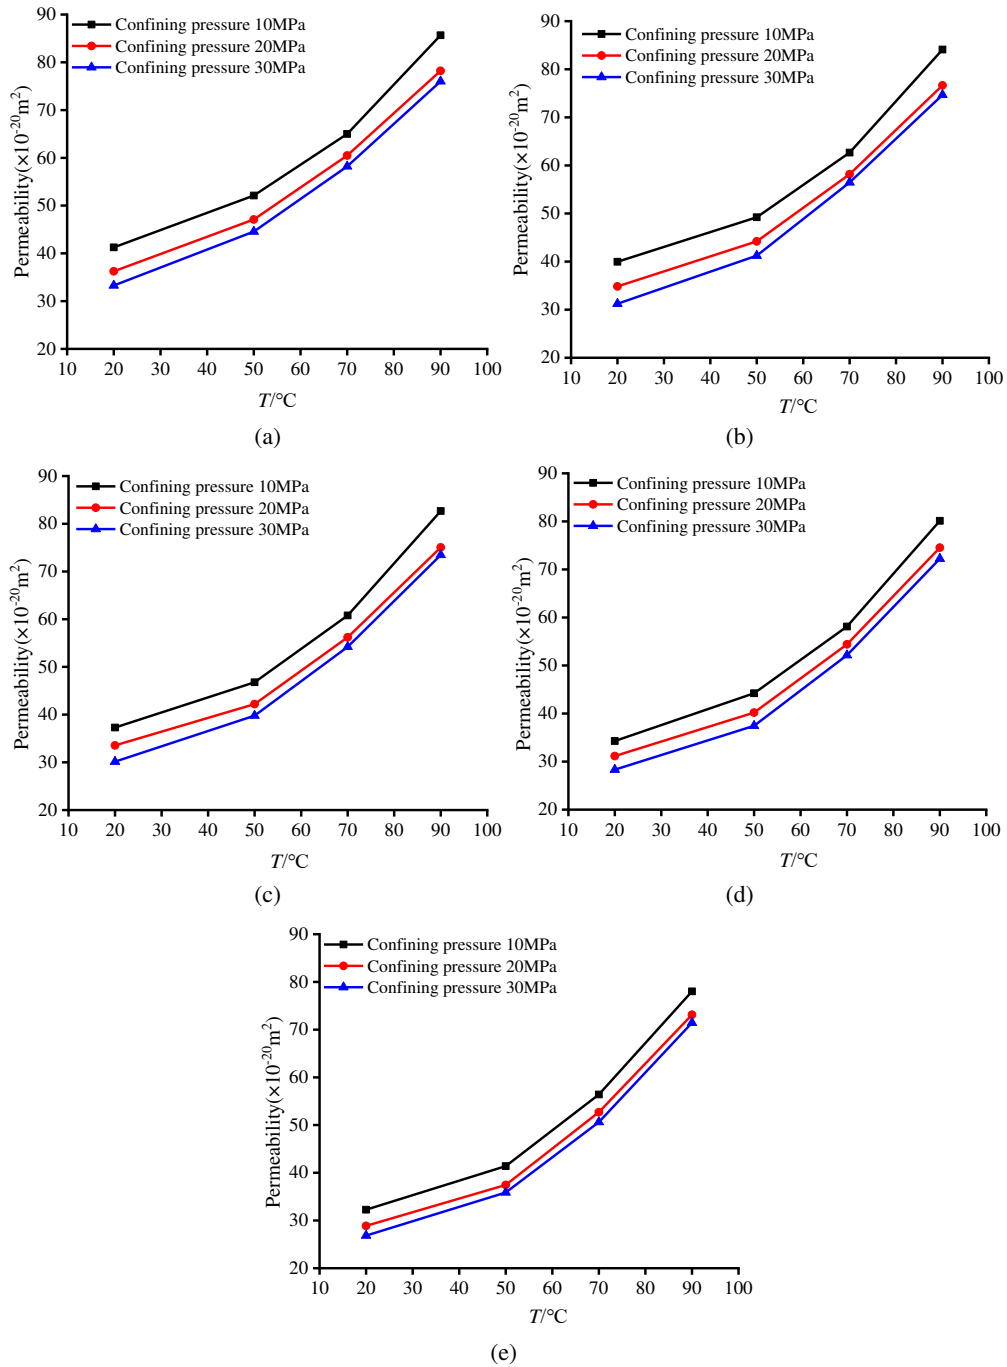 90
80
70
60
50
40
30
20
10 20 30 40 50 60 70 80 90 100
Permeability(×10⁻²⁰m²)
T/°C
Confining pressure 10MPa
Confining pressure 20MPa
Confining pressure 30MPa
(a)
90
80
70
60
50
40
30
20
10 20 30 40 50 60 70 80 90 100
Permeability(×10⁻²⁰m²)
T/°C
Confining pressure 10MPa
Confining pressure 20MPa
Confining pressure 30MPa
(b)
90
80
70
60
50
40
30
20
10 20 30 40 50 60 70 80 90 100
Permeability(×10⁻²⁰m²)
T/°C
Confining pressure 10MPa
Confining pressure 20MPa
Confining pressure 30MPa
(c)
90
80
70
60
50
40
30
20
10 20 30 40 50 60 70 80 90 100
Permeability(×10⁻²⁰m²)
T/°C
Confining pressure 10MPa
Confining pressure 20MPa
Confining pressure 30MPa
(d)
90
80
70
60
50
40
30
20
10 20 30 40 50 60 70 80 90 100
Permeability(×10⁻²⁰m²)
T/°C
Confining pressure 10MPa
Confining pressure 20MPa
Confining pressure 30MPa
(e)